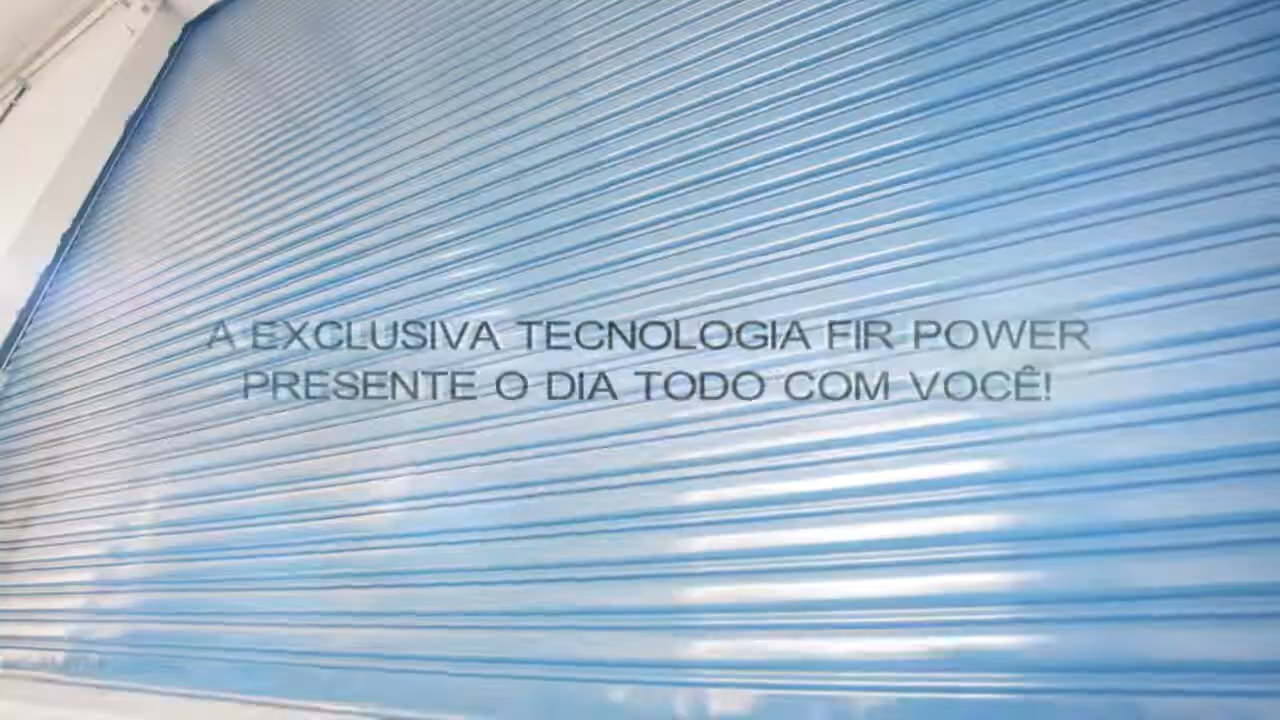 A EXCLUSIVA TECNOLOGIA FIR POWER
PRESENTE O DIA TODO COM VOCÊ!